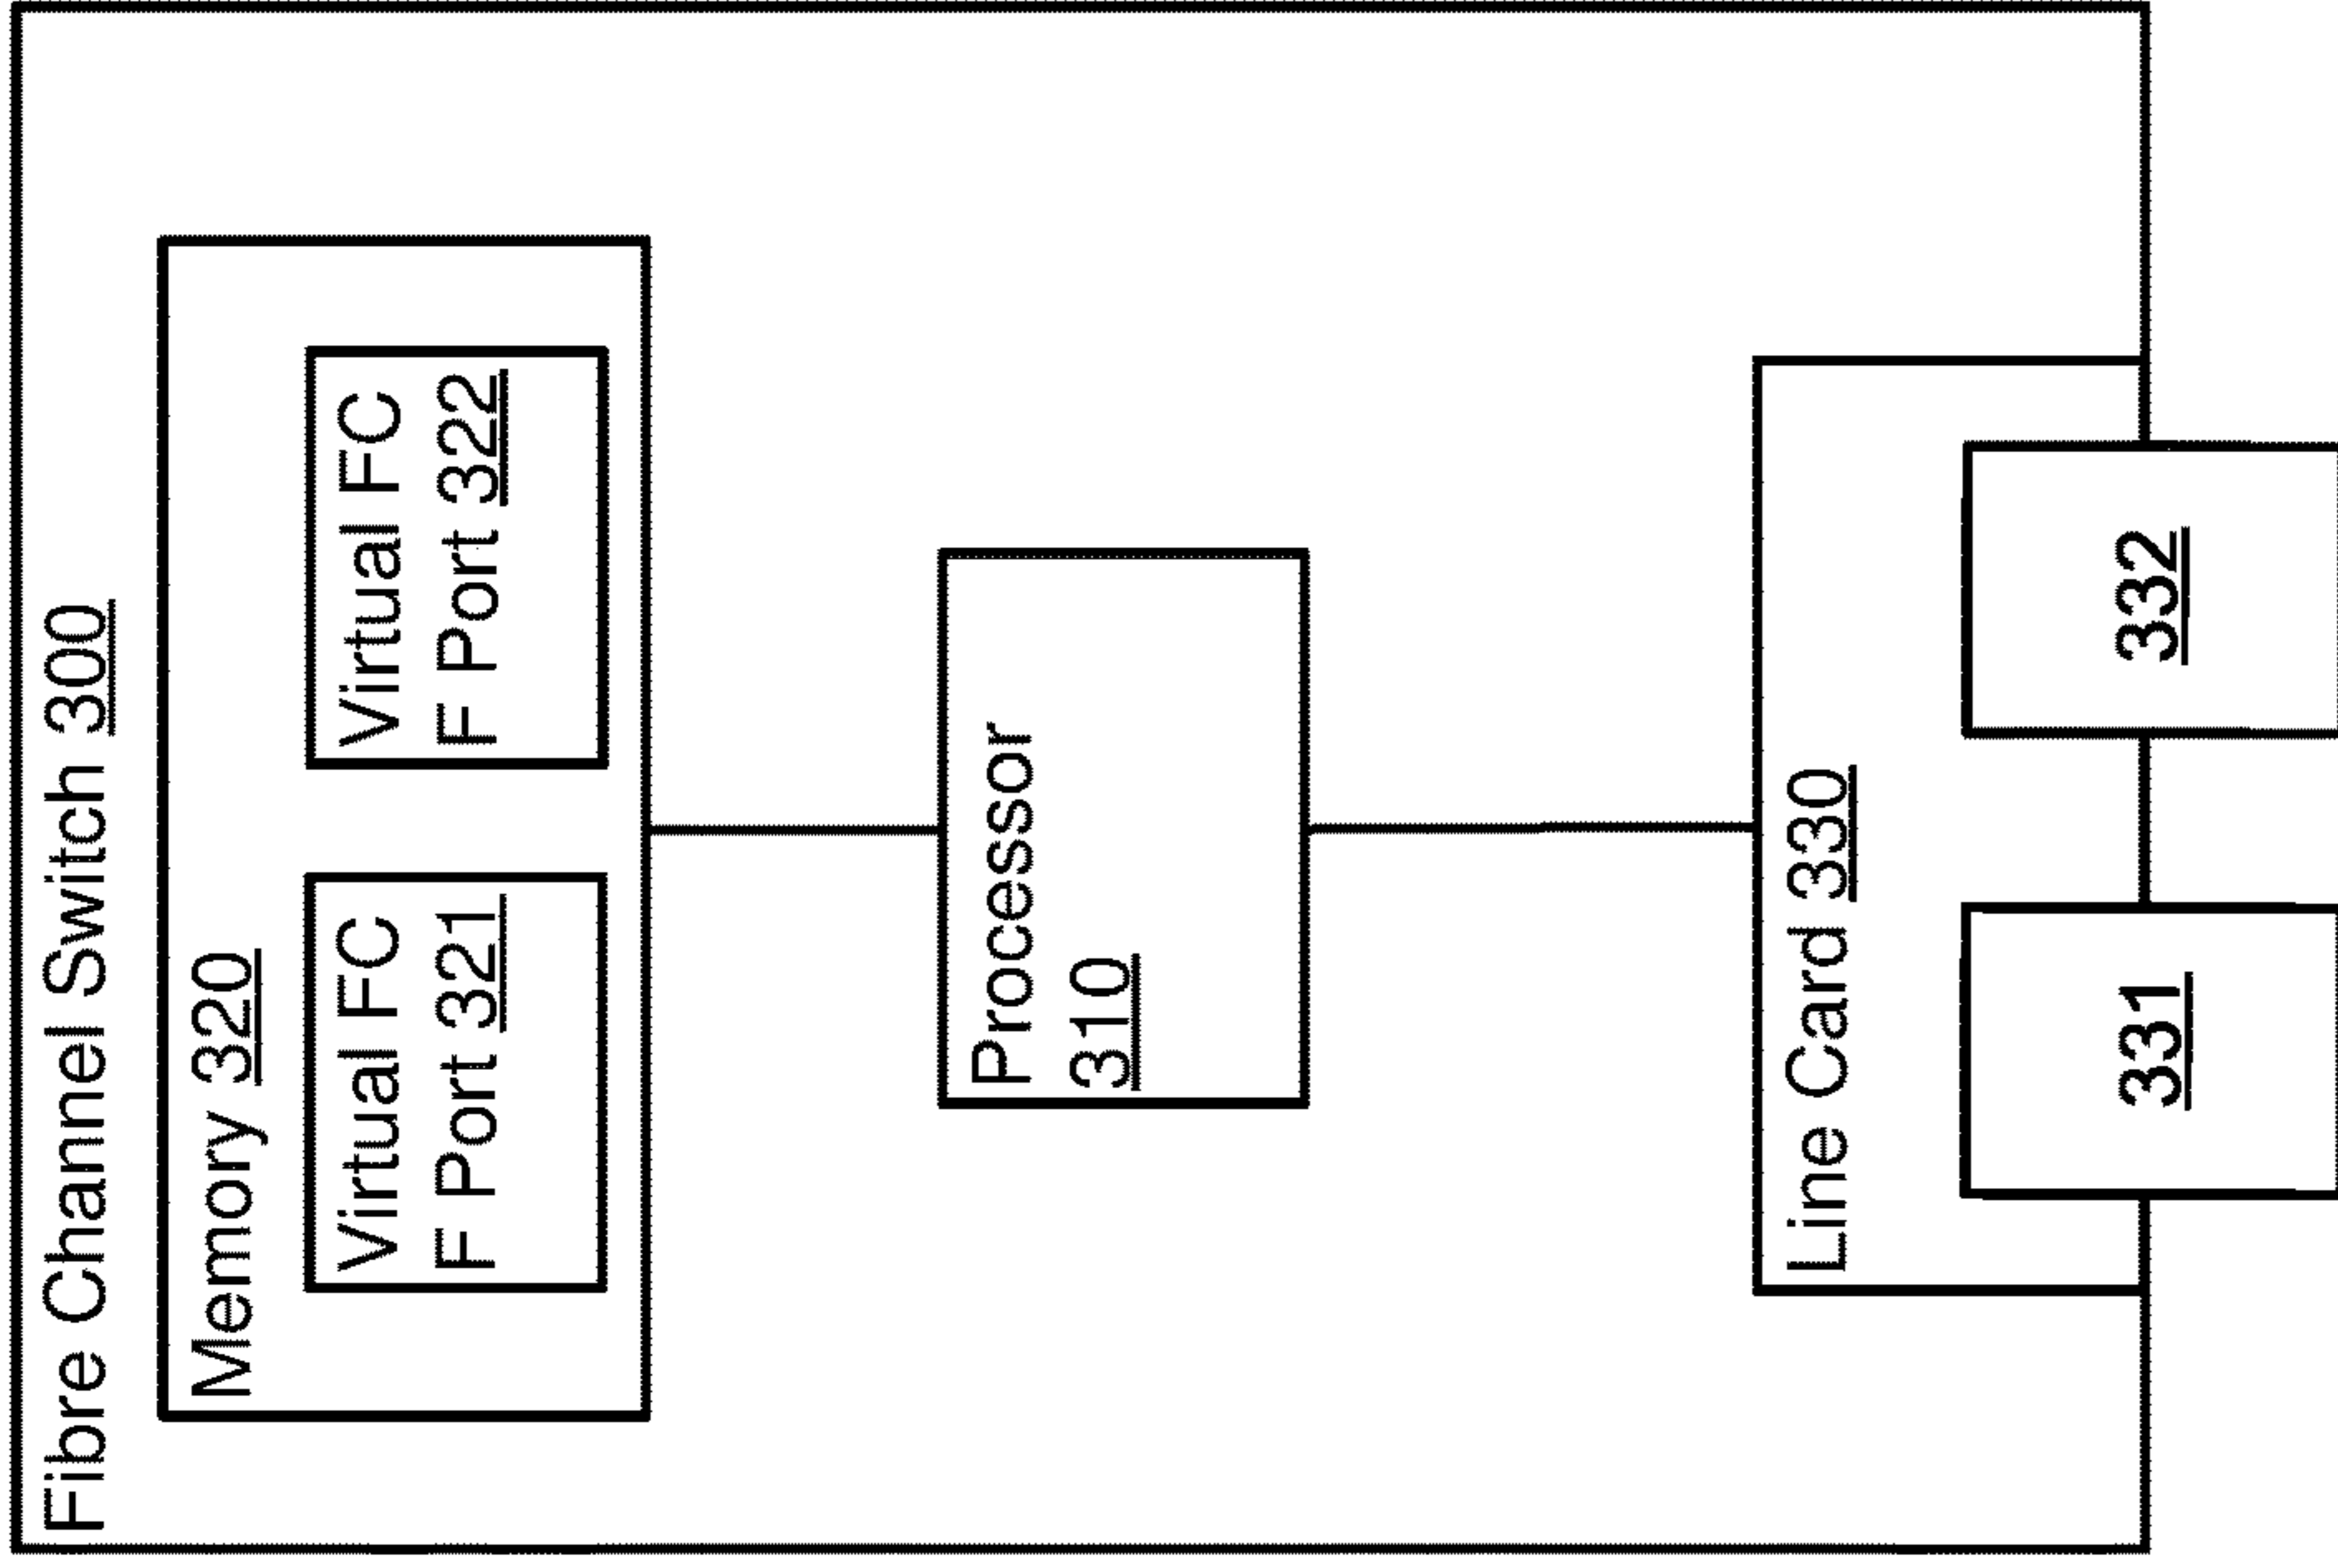 Fibre Channel Switch 300
Memory 320
Virtual FC
F Port 321
Virtual FC
F Port 322
Processor
310
Line Card 330
331
332